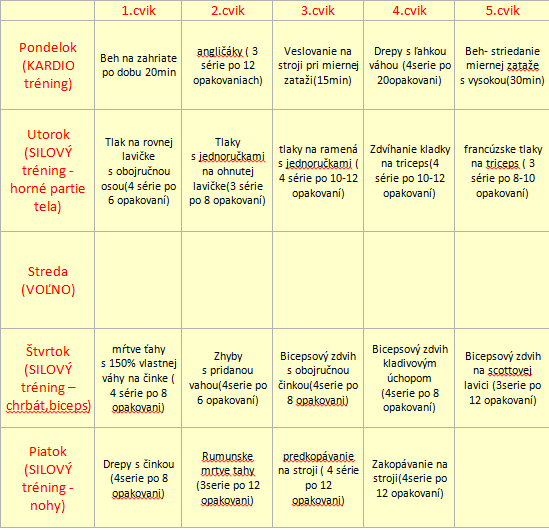 1.cvik 2.cvik 3.cvik 4.cvik 5.cvik
Pondelok
(KARDIO
tréning)
Beh na zahriate
po dobu 20min
angličáky ( 3
série po 12
opakovaniach)
Veslovanie na
stroji pri miernej
zataži(15min)
Drepy s ľahkou
váhou (4serie po
20opakovani)
Beh- striedanie
miernej zataže
s vysokou(30min)
Utorok
(SILOVÝ
tréning -
horné partie
tela)
Tlak na rovnej
lavičke
s obojručnou
osou(4 série po
6 opakovaní)
Tlaky
s jednoručkami
na ohnutej
lavičke(3 série
po 8 opakovaní)
tlaky na ramená
s jednoručkami (
4 série po 10-12
opakovaní)
Zdvíhanie kladky
na triceps(4
série po 10-12
opakovaní)
francúzske tlaky
na triceps ( 3
série po 8-10
opakovaní)
Streda
(VOĽNO)
Štvrtok
(SILOVÝ
tréning –
chrbát,biceps)
mŕtve ťahy
s 150% vlastnej
váhy na činke (
4 série po 8
opakovani)
Zhyby
s pridanou
vahou(4serie po
6 opakovaní)
Bicepsový zdvih
s obojručnou
činkou(4serie po
8 opakovaní)
Bicepsový zdvih
kladivovým
úchopom
(4serie po 8
opakovaní)
Bicepsový zdvih
na scottovej
lavici (3serie po
12 opakovaní)
Piatok
(SILOVÝ
tréning -
nohy)
Drepy s činkou
(4serie po 8
opakovani)
Rumunske
mrtve tahy
(3serie po 12
opakovani)
predkopávanie
na stroji ( 4 série
po 12
opakovani)
Zakopávanie na
stroji(4serie po
12 opakovaní)